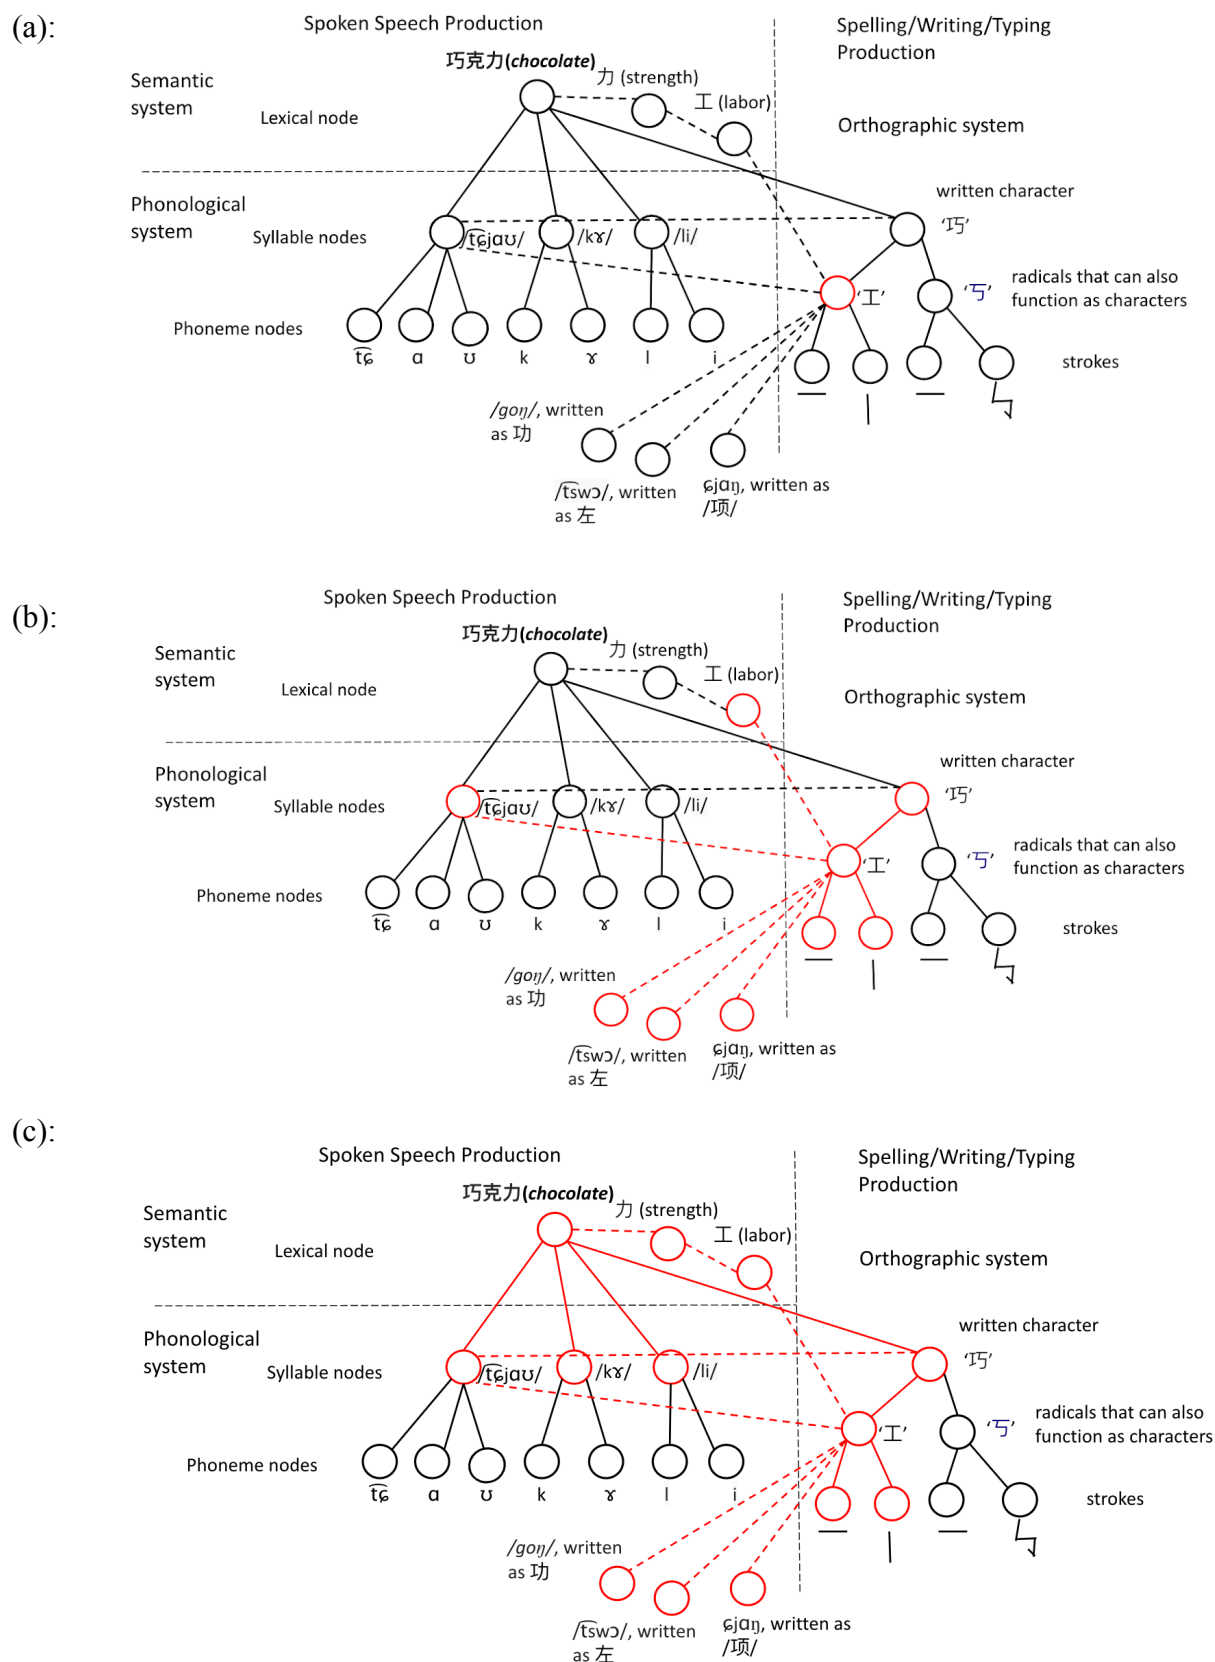 (a):
Spoken Speech Production
Spelling/Writing/Typing
Production
巧克力(chocolate)
力 (strength)
工 (labor)
Semantic
system
Lexical node
Orthographic system
written character
'巧'
Phonological
system
Syllable nodes
/t͡ɕjɑʊ/
/kɤ/
/li/
'工'
'丂'
radicals that can also
function as characters
Phoneme nodes
t͡ɕ
ɑ
ʊ
k
ɤ
l
i
strokes
/goŋ/, written
as 功
/t͡swɔ/, written
as 左
ɕjɑŋ, written as
/项/
(b):
Spoken Speech Production
Spelling/Writing/Typing
Production
巧克力(chocolate)
力 (strength)
工 (labor)
Semantic
system
Lexical node
Orthographic system
written character
'巧'
Phonological
system
Syllable nodes
/t͡ɕjɑʊ/
/kɤ/
/li/
'工'
'丂'
radicals that can also
function as characters
Phoneme nodes
t͡ɕ
ɑ
ʊ
k
ɤ
l
i
strokes
/goŋ/, written
as 功
/t͡swɔ/, written
as 左
ɕjɑŋ, written as
/项/
(c):
Spoken Speech Production
Spelling/Writing/Typing
Production
巧克力(chocolate)
力 (strength)
工 (labor)
Semantic
system
Lexical node
Orthographic system
written character
'巧'
Phonological
system
Syllable nodes
/t͡ɕjɑʊ/
/kɤ/
/li/
'工'
'丂'
radicals that can also
function as characters
Phoneme nodes
t͡ɕ
ɑ
ʊ
k
ɤ
l
i
strokes
/goŋ/, written
as 功
/t͡swɔ/, written
as 左
ɕjɑŋ, written as
/项/